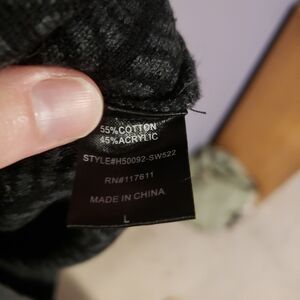 55%COTTON
45%ACRYLIC
STYLE#H50092-SW522
RN#117611
MADE IN CHINA
L